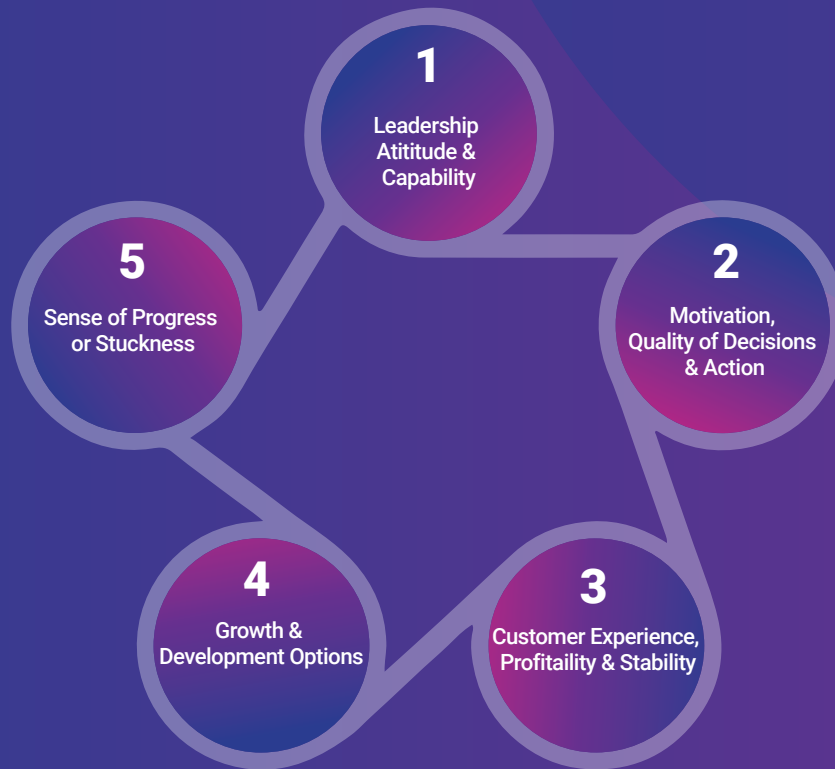 1
Leadership
Atititude &
Capability
2
Motivation,
Quality of Decisions
& Action
3
Customer Experience,
Profitaility & Stability
4
Growth &
Development Options
5
Sense of Progress
or Stuckness